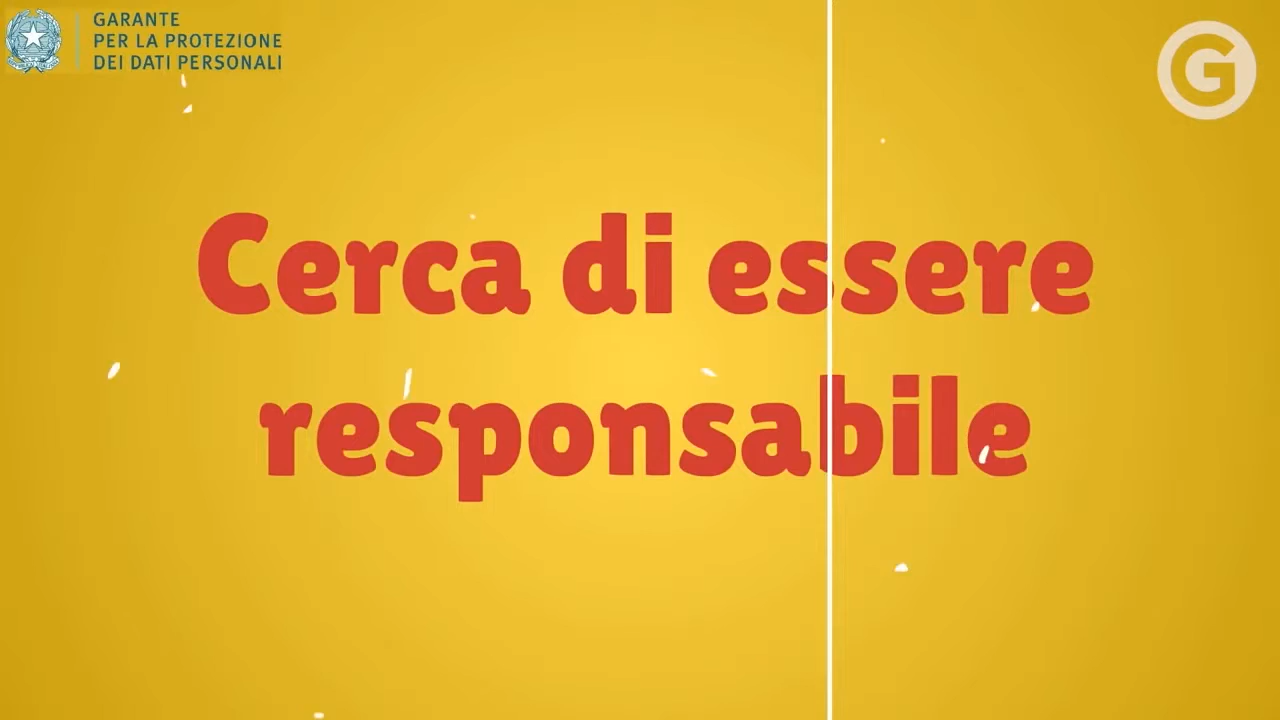 GARANTE
PER LA PROTEZIONE
DEI DATI PERSONALI
G
Cerca di essere
responsabile